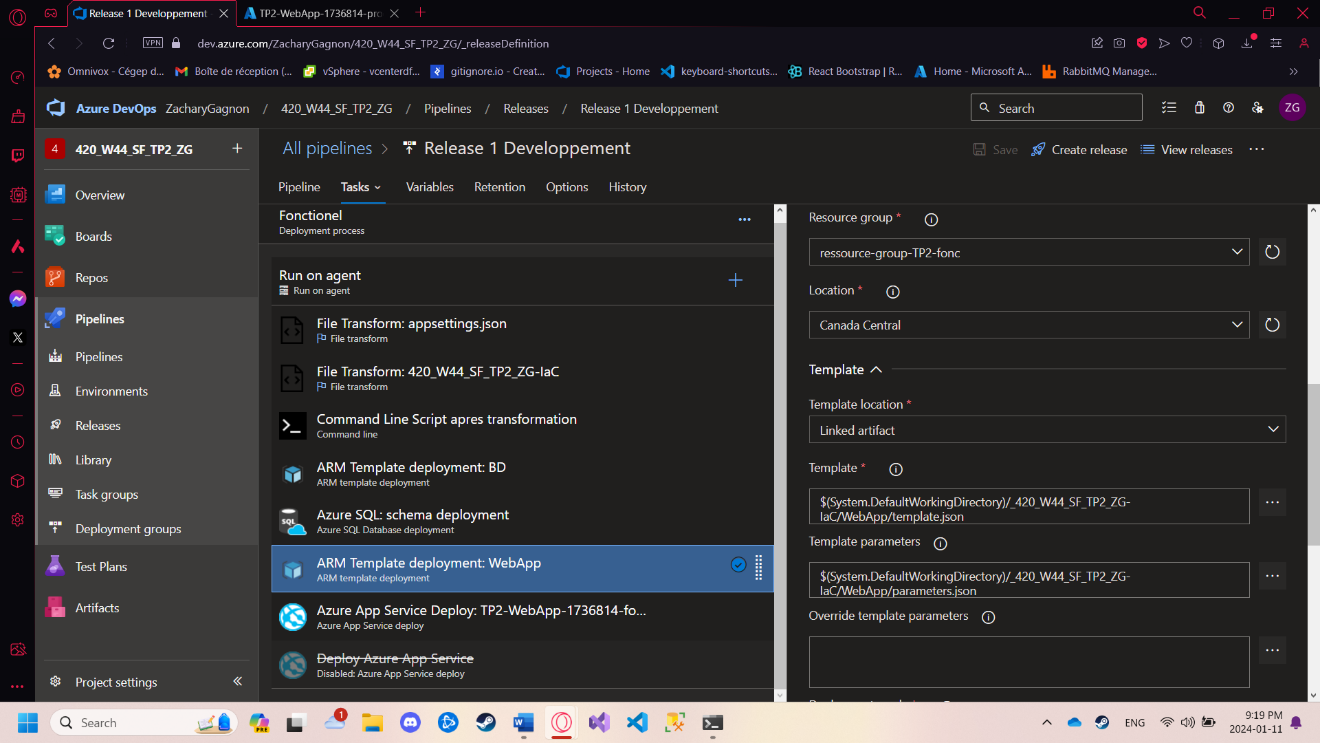 Release 1 Developpement
TP2-WebApp-1736814-pro
VPN
dev.azure.com/ZacharyGagnon/420_W44_SF_TP2_ZG/_releaseDefinition
Omnivox - Cégep d...
Boîte de réception (...
vSphere - vcenterdf...
gitignore.io - Creat...
Projects - Home
keyboard-shortcuts...
React Bootstrap | R...
Home - Microsoft A...
RabbitMQ Manage...
Azure DevOps
ZacharyGagnon
/
420_W44_SF_TP2_ZG
/
Pipelines
/
Releases
/
Release 1 Developpement
Search
ZG
4
420_W44_SF_TP2_ZG
Overview
Boards
Repos
Pipelines
Pipelines
Environments
Releases
Library
Task groups
Deployment groups
Test Plans
Artifacts
Project settings
All pipelines > Release 1 Developpement
Save
Create release
View releases
Pipeline
Tasks
Variables
Retention
Options
History
Fonctionel
Deployment process
Run on agent
Run on agent
File Transform: appsettings.json
File transform
File Transform: 420_W44_SF_TP2_ZG-IaC
File transform
Command Line Script apres transformation
Command line
ARM Template deployment: BD
ARM template deployment
SQL
Azure SQL: schema deployment
Azure SQL Database deployment
ARM Template deployment: WebApp
ARM template deployment
Azure App Service Deploy: TP2-WebApp-1736814-fo...
Azure App Service deploy
Deploy Azure App Service
Disabled: Azure App Service deploy
Resource group *
ressource-group-TP2-fonc
Location *
Canada Central
Template
Template location *
Linked artifact
Template *
$(System.DefaultWorkingDirectory)/_420_W44_SF_TP2_ZG-
IaC/WebApp/template.json
Template parameters
$(System.DefaultWorkingDirectory)/_420_W44_SF_TP2_ZG-
IaC/WebApp/parameters.json
Override template parameters
Search
PRE
1
ENG
9:19 PM
2024-01-11